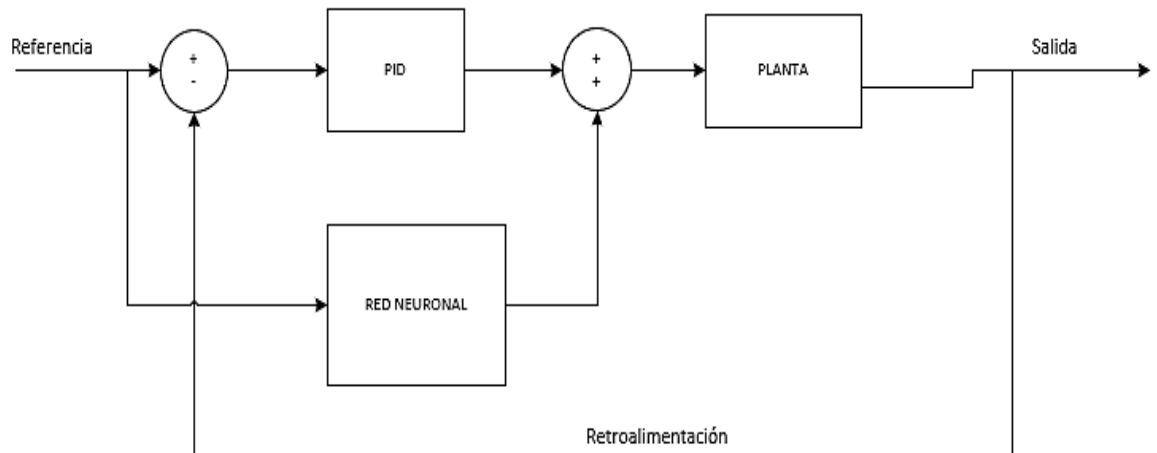 Referencia
+
-
PID
+
+
PLANTA
Salida
RED NEURONAL
Retroalimentación